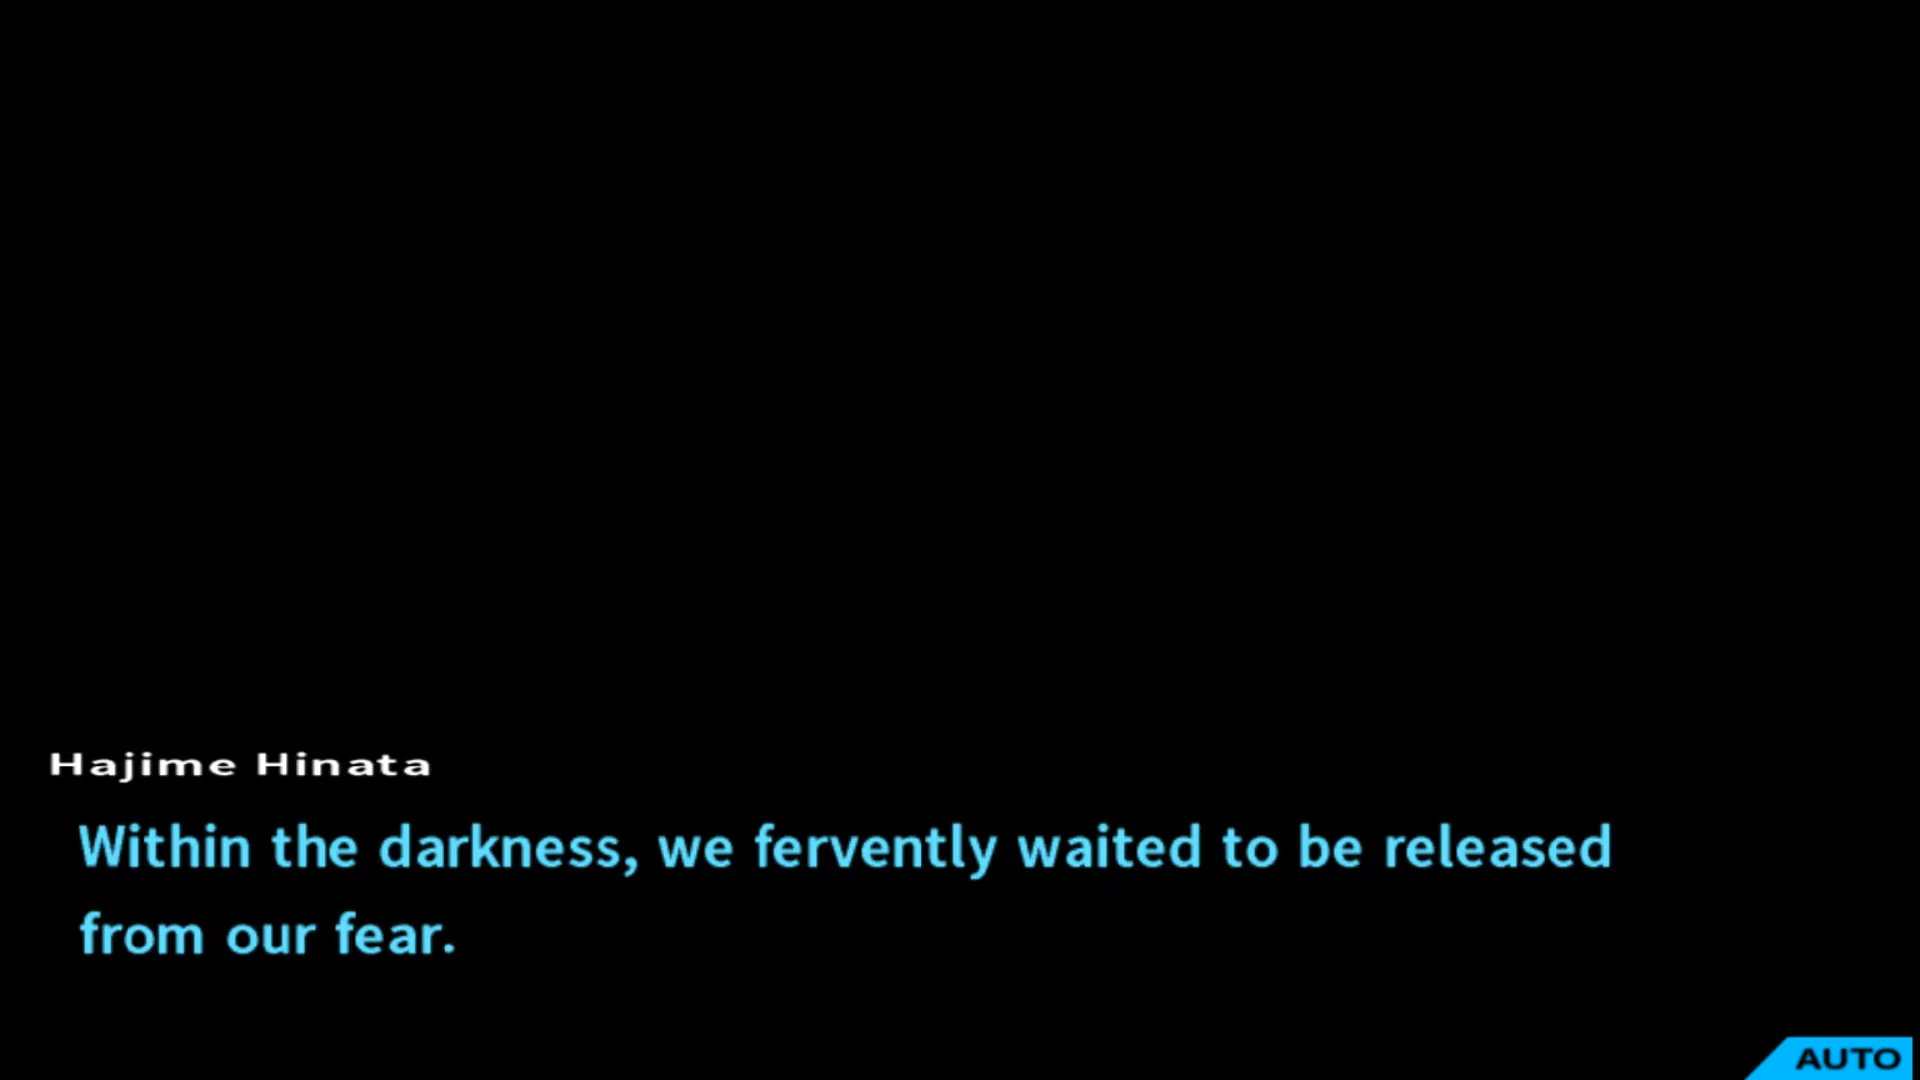 Hajime Hinata
Within the darkness, we fervently waited to be released
from our fear.
AUTO